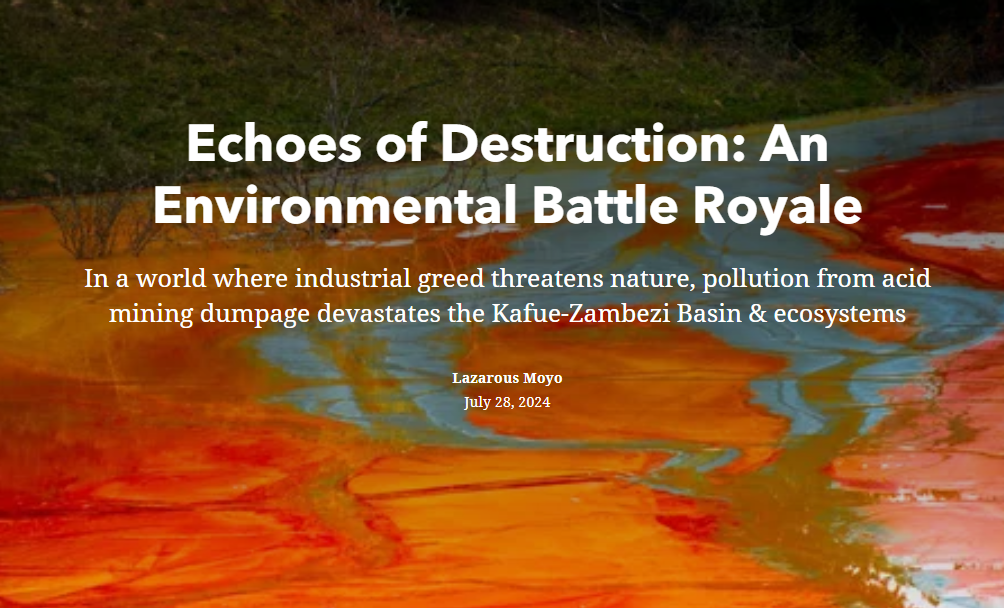 Echoes of Destruction: An
Environmental Battle Royale
In a world where industrial greed threatens nature, pollution from acid
mining dumpage devastates the Kafue-Zambezi Basin & ecosystems
Lazarous Moyo
July 28, 2024